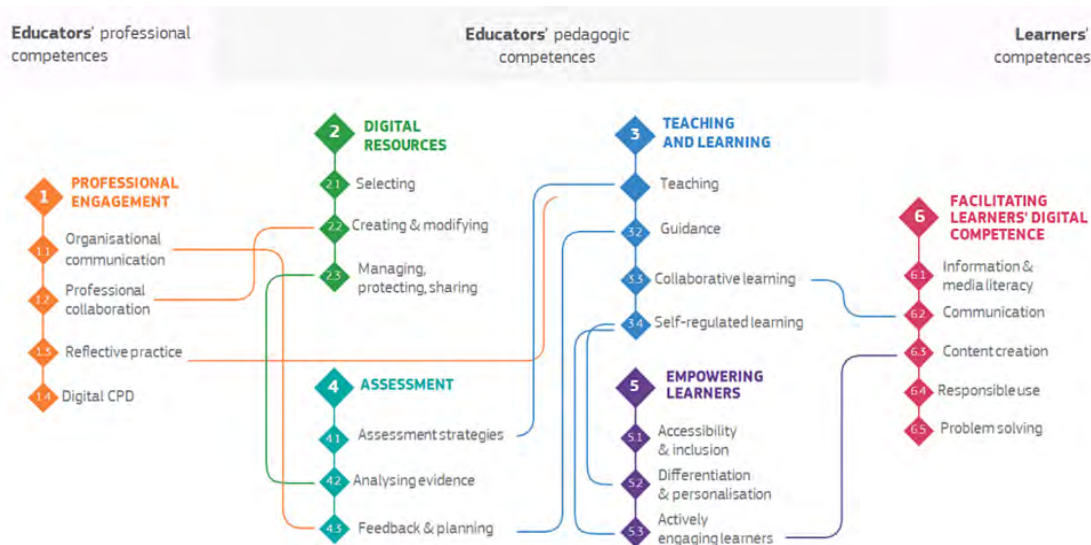 Educators' professional
competences
Educators' pedagogic
competences
Learners'
competences
1
PROFESSIONAL
ENGAGEMENT
1.1
Organisational
communication
1.2
Professional
collaboration
1.3
Reflective practice
1.4
Digital CPD
2
DIGITAL
RESOURCES
2.1
Selecting
2.2
Creating & modifying
2.3
Managing,
protecting, sharing
3
TEACHING
AND LEARNING
Teaching
3.2
Guidance
3.3
Collaborative learning
3.4
Self-regulated learning
4
ASSESSMENT
4.1
Assessment strategies
4.2
Analysing evidence
4.3
Feedback & planning
5
EMPOWERING
LEARNERS
5.1
Accessibility
& inclusion
5.2
Differentiation
& personalisation
5.3
Actively
engaging learners
6
FACILITATING
LEARNERS' DIGITAL
COMPETENCE
6.1
Information &
media literacy
6.2
Communication
6.3
Content creation
6.4
Responsible use
6.5
Problem solving